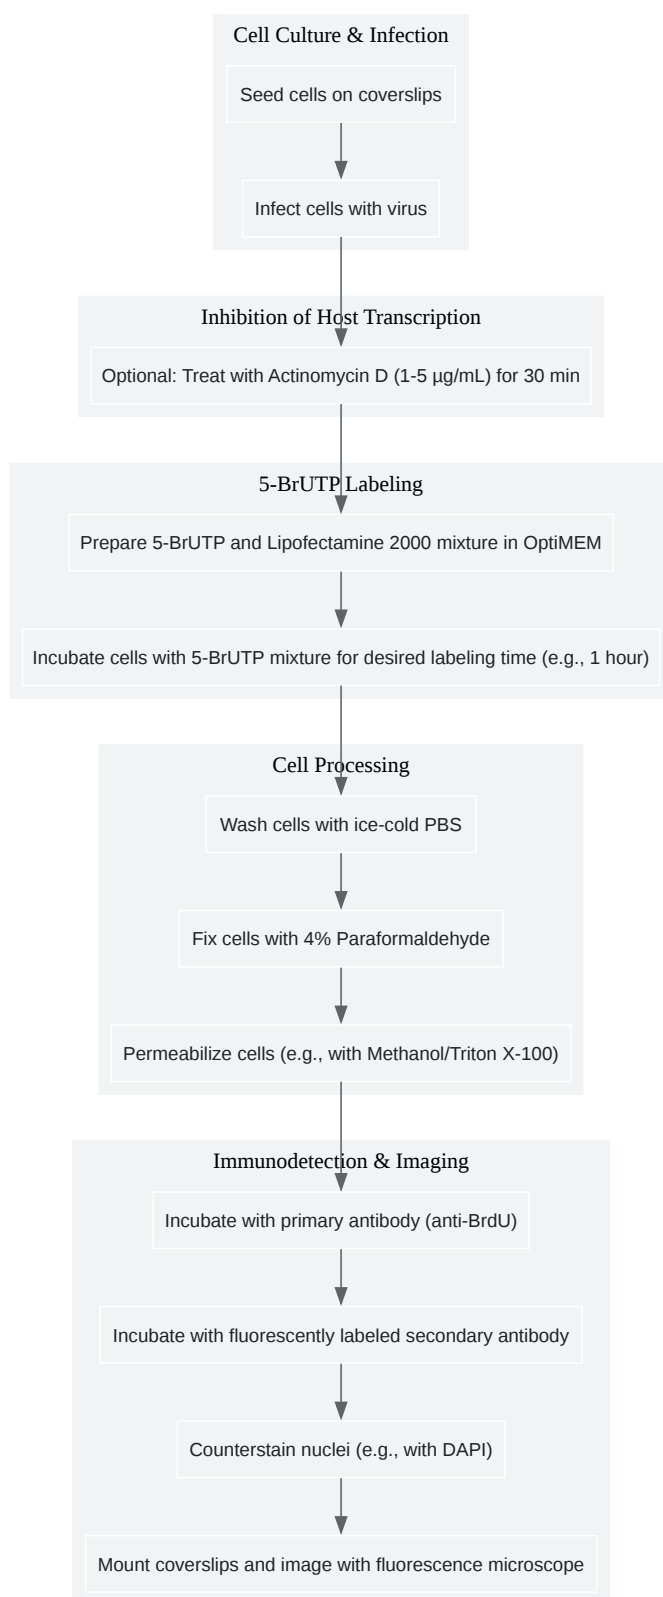 Cell Culture & Infection
Seed cells on coverslips
Infect cells with virus
Inhibition of Host Transcription
Optional: Treat with Actinomycin D (1-5 µg/mL) for 30 min
5-BrUTP Labeling
Prepare 5-BrUTP and Lipofectamine 2000 mixture in OptiMEM
Incubate cells with 5-BrUTP mixture for desired labeling time (e.g., 1 hour)
Cell Processing
Wash cells with ice-cold PBS
Fix cells with 4% Paraformaldehyde
Permeabilize cells (e.g., with Methanol/Triton X-100)
Immunodetection & Imaging
Incubate with primary antibody (anti-BrdU)
Incubate with fluorescently labeled secondary antibody
Counterstain nuclei (e.g., with DAPI)
Mount coverslips and image with fluorescence microscope